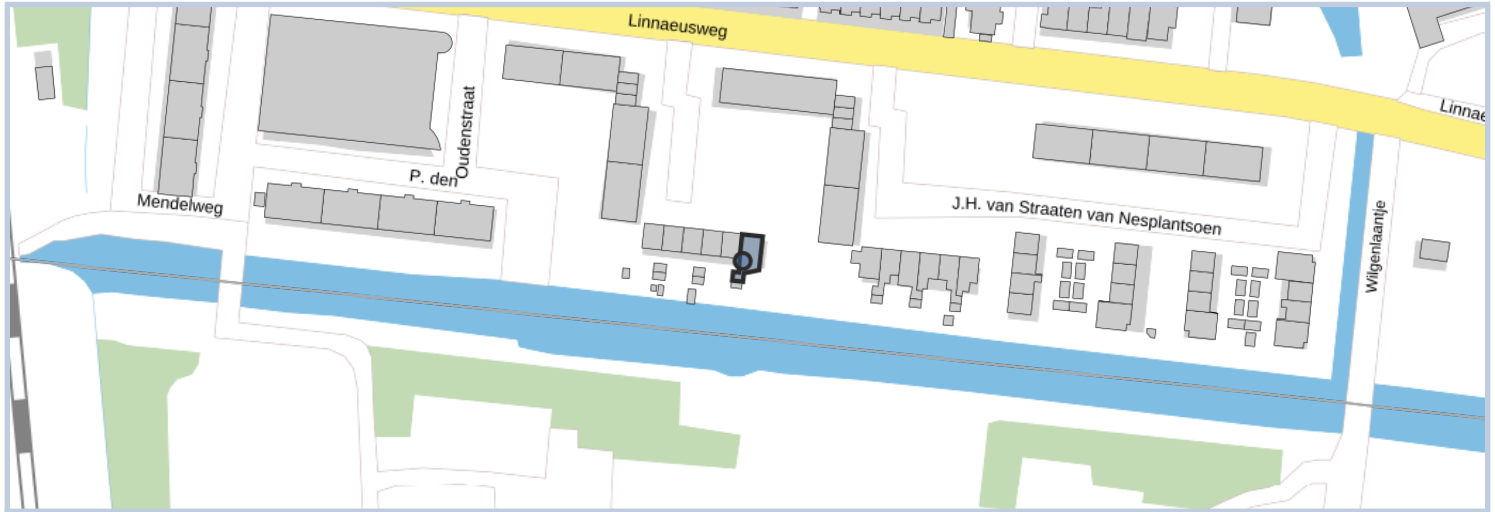 Linnaeusweg
Linnae
Oudenstraat
P. den
Mendelweg
J.H. van Straaten van Nesplantsoen
Wilgenlaantje